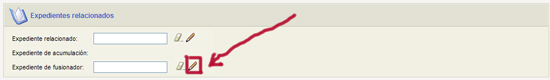 Expedientes relacionados
Expediente relacionado:
Expediente de acumulación:
Expediente de fusionador: